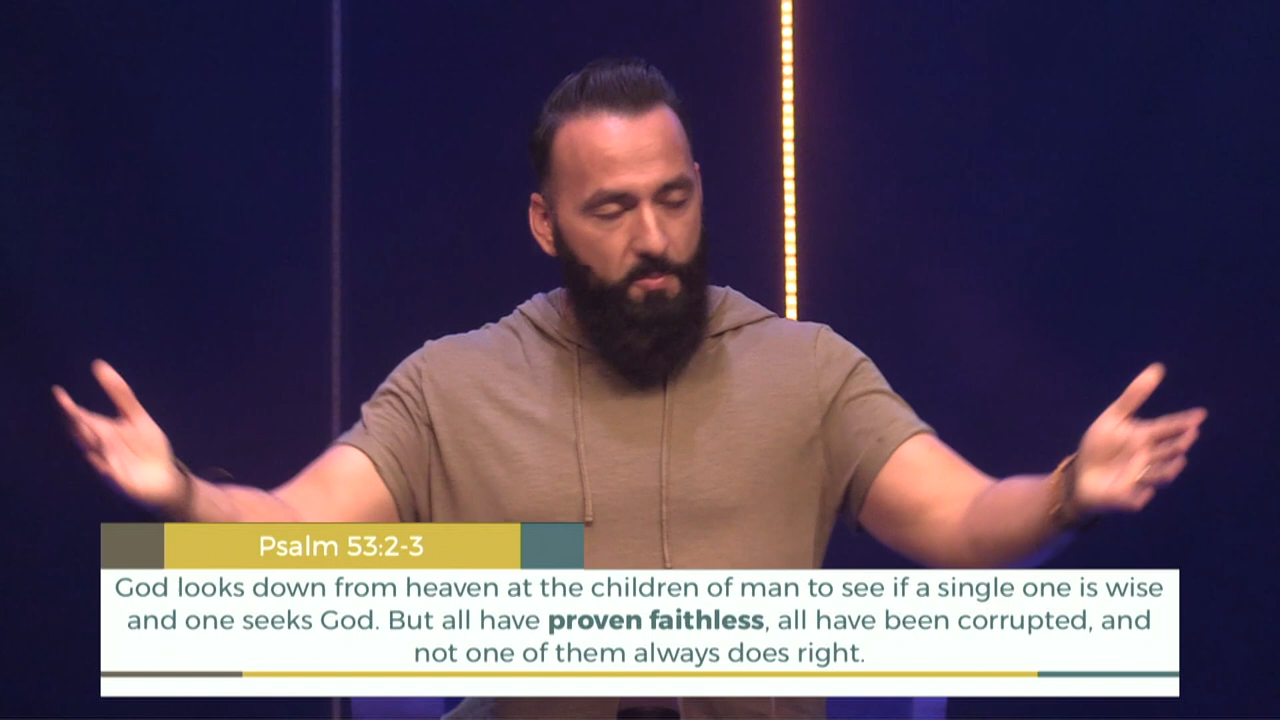 Psalm 53:2-3
God looks down from heaven at the children of man to see if a single one is wise
and one seeks God. But all have proven faithless, all have been corrupted, and
not one of them always does right.